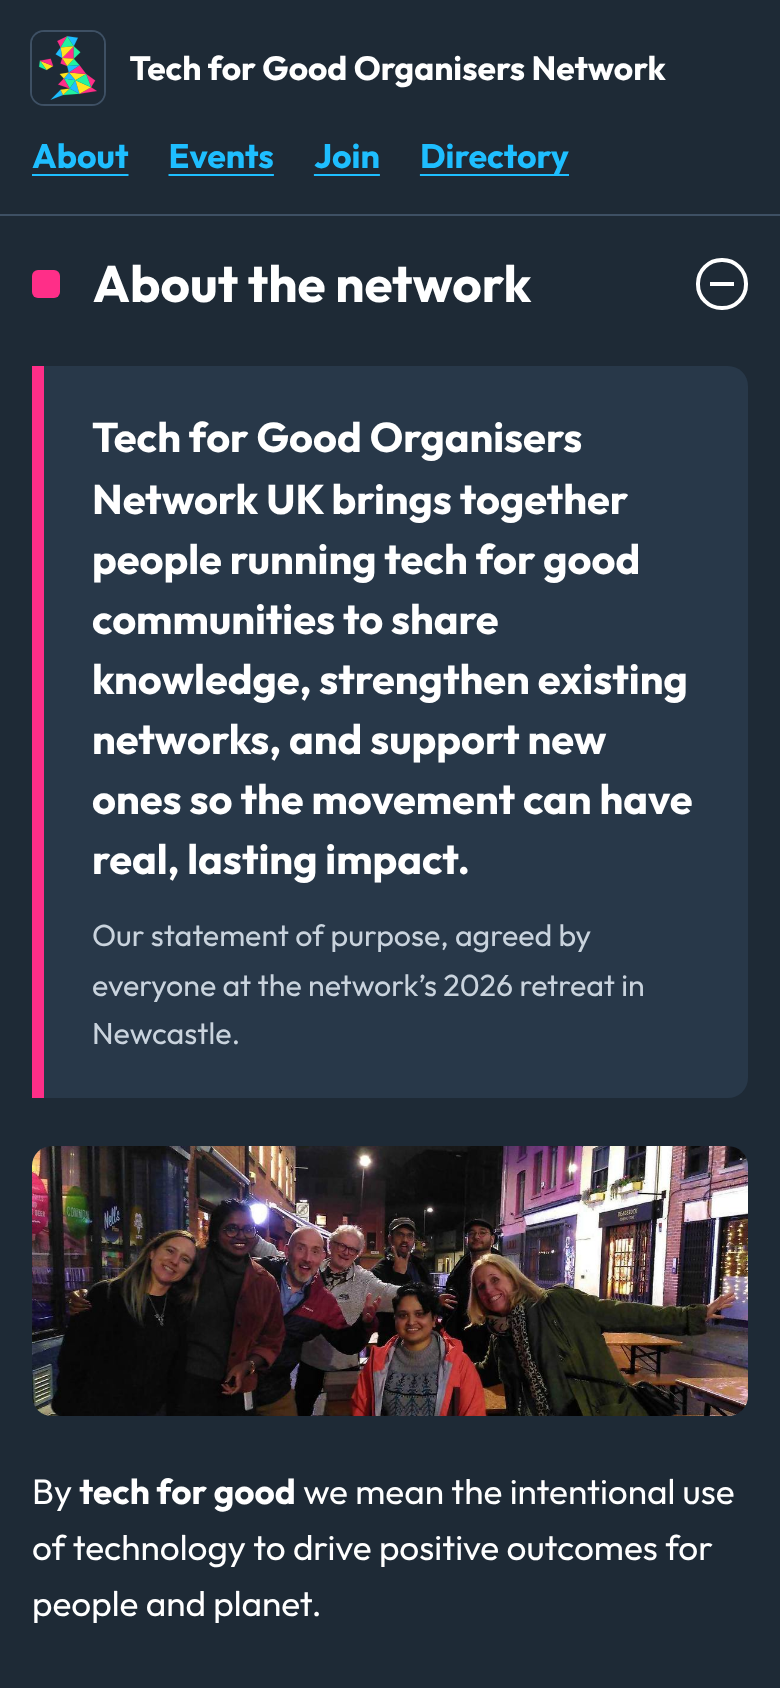 Tech for Good Organisers Network
About Events Join Directory
About the network
Tech for Good Organisers
Network UK brings together
people running tech for good
communities to share
knowledge, strengthen existing
networks, and support new
ones so the movement can have
real, lasting impact.
Our statement of purpose, agreed by
everyone at the network’s 2026 retreat in
Newcastle.
By tech for good we mean the intentional use
of technology to drive positive outcomes for
people and planet.